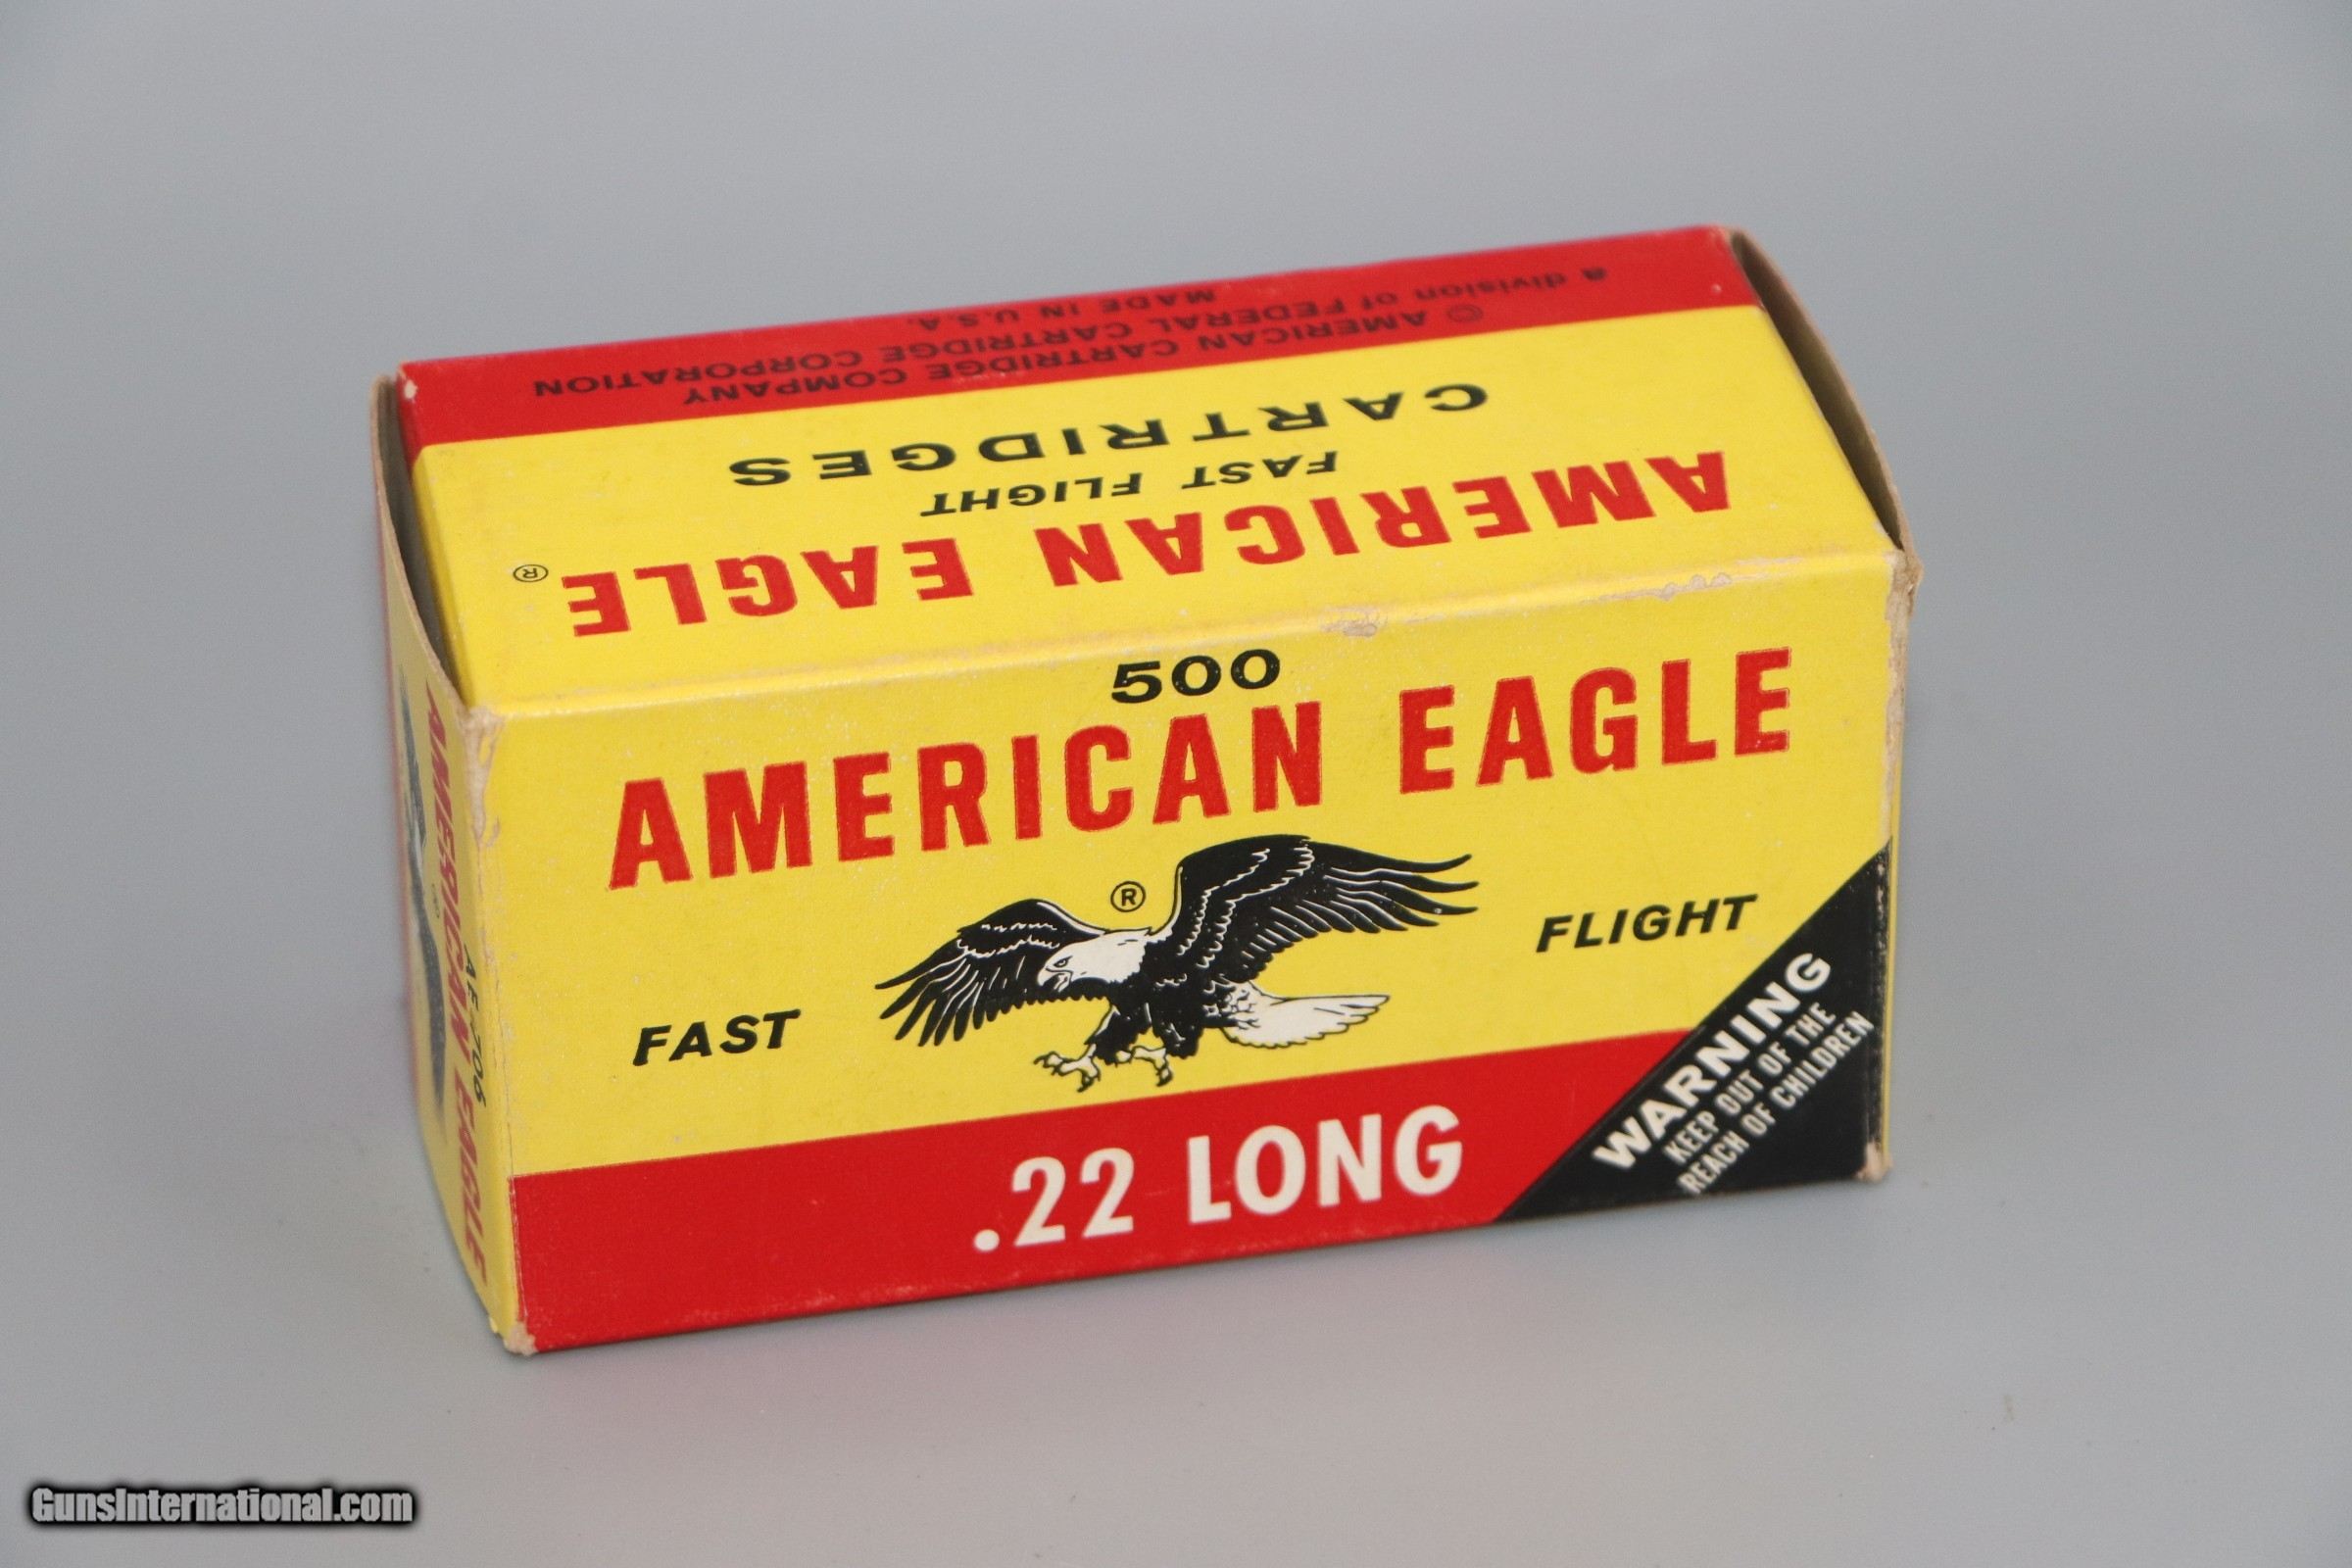 © AMERICAN CARTRIDGE COMPANY
a division of FEDERAL CARTRIDGE CORPORATION
MADE IN U.S.A.
AMERICAN EAGLE®
FAST FLIGHT
CARTRIDGES
500
AMERICAN EAGLE
®
FAST FLIGHT
.22 LONG
WARNING
KEEP OUT OF THE
REACH OF CHILDREN
AMERICAN EAGLE
®
GunsInternational.com